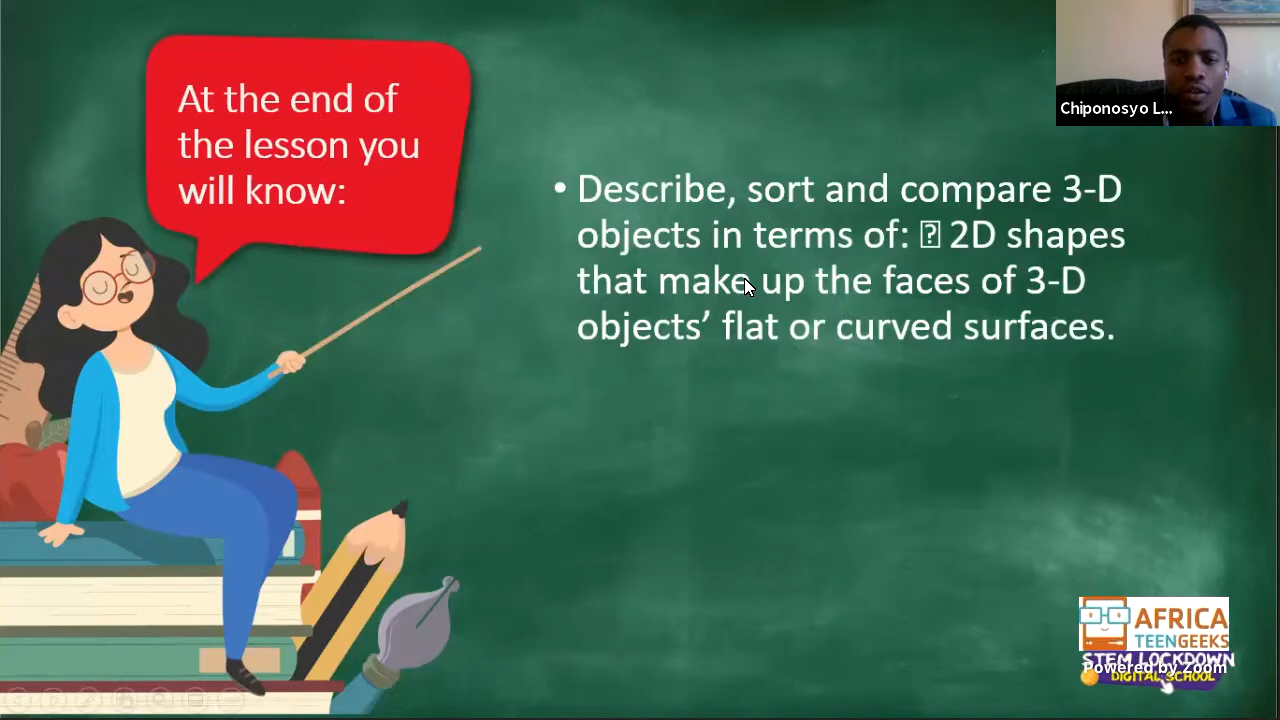 At the end of
the lesson you
will know:
Chiponosyo L...
• Describe, sort and compare 3-D
objects in terms of: 🯄 2D shapes
that make up the faces of 3-D
objects’ flat or curved surfaces.
AFRICA
TEENGEEKS
STEM LOCKDOWN
Powered by Zoom
DIGITAL SCHOOL